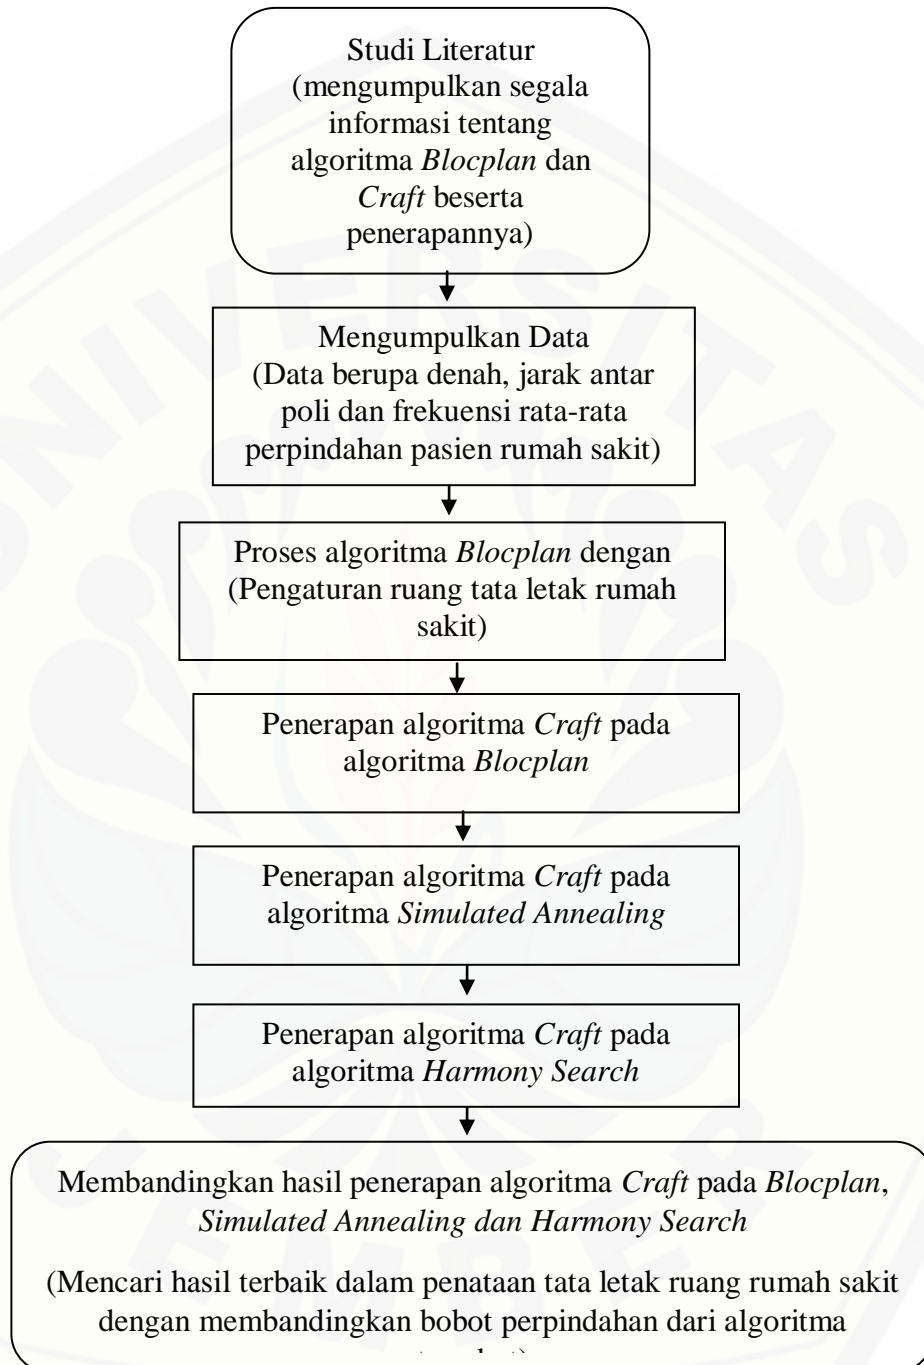 Studi Literatur
(mengumpulkan segala
informasi tentang
algoritma Blocplan dan
Craft beserta
penerapannya)
Mengumpulkan Data
(Data berupa denah, jarak antar
poli dan frekuensi rata-rata
perpindahan pasien rumah sakit)
Proses algoritma Blocplan dengan
(Pengaturan ruang tata letak rumah
sakit)
Penerapan algoritma Craft pada
algoritma Blocplan
Penerapan algoritma Craft pada
algoritma Simulated Annealing
Penerapan algoritma Craft pada
algoritma Harmony Search
Membandingkan hasil penerapan algoritma Craft pada Blocplan,
Simulated Annealing dan Harmony Search
(Mencari hasil terbaik dalam penataan tata letak ruang rumah sakit
dengan membandingkan bobot perpindahan dari algoritma
UNIVERSITAS
JEMBER